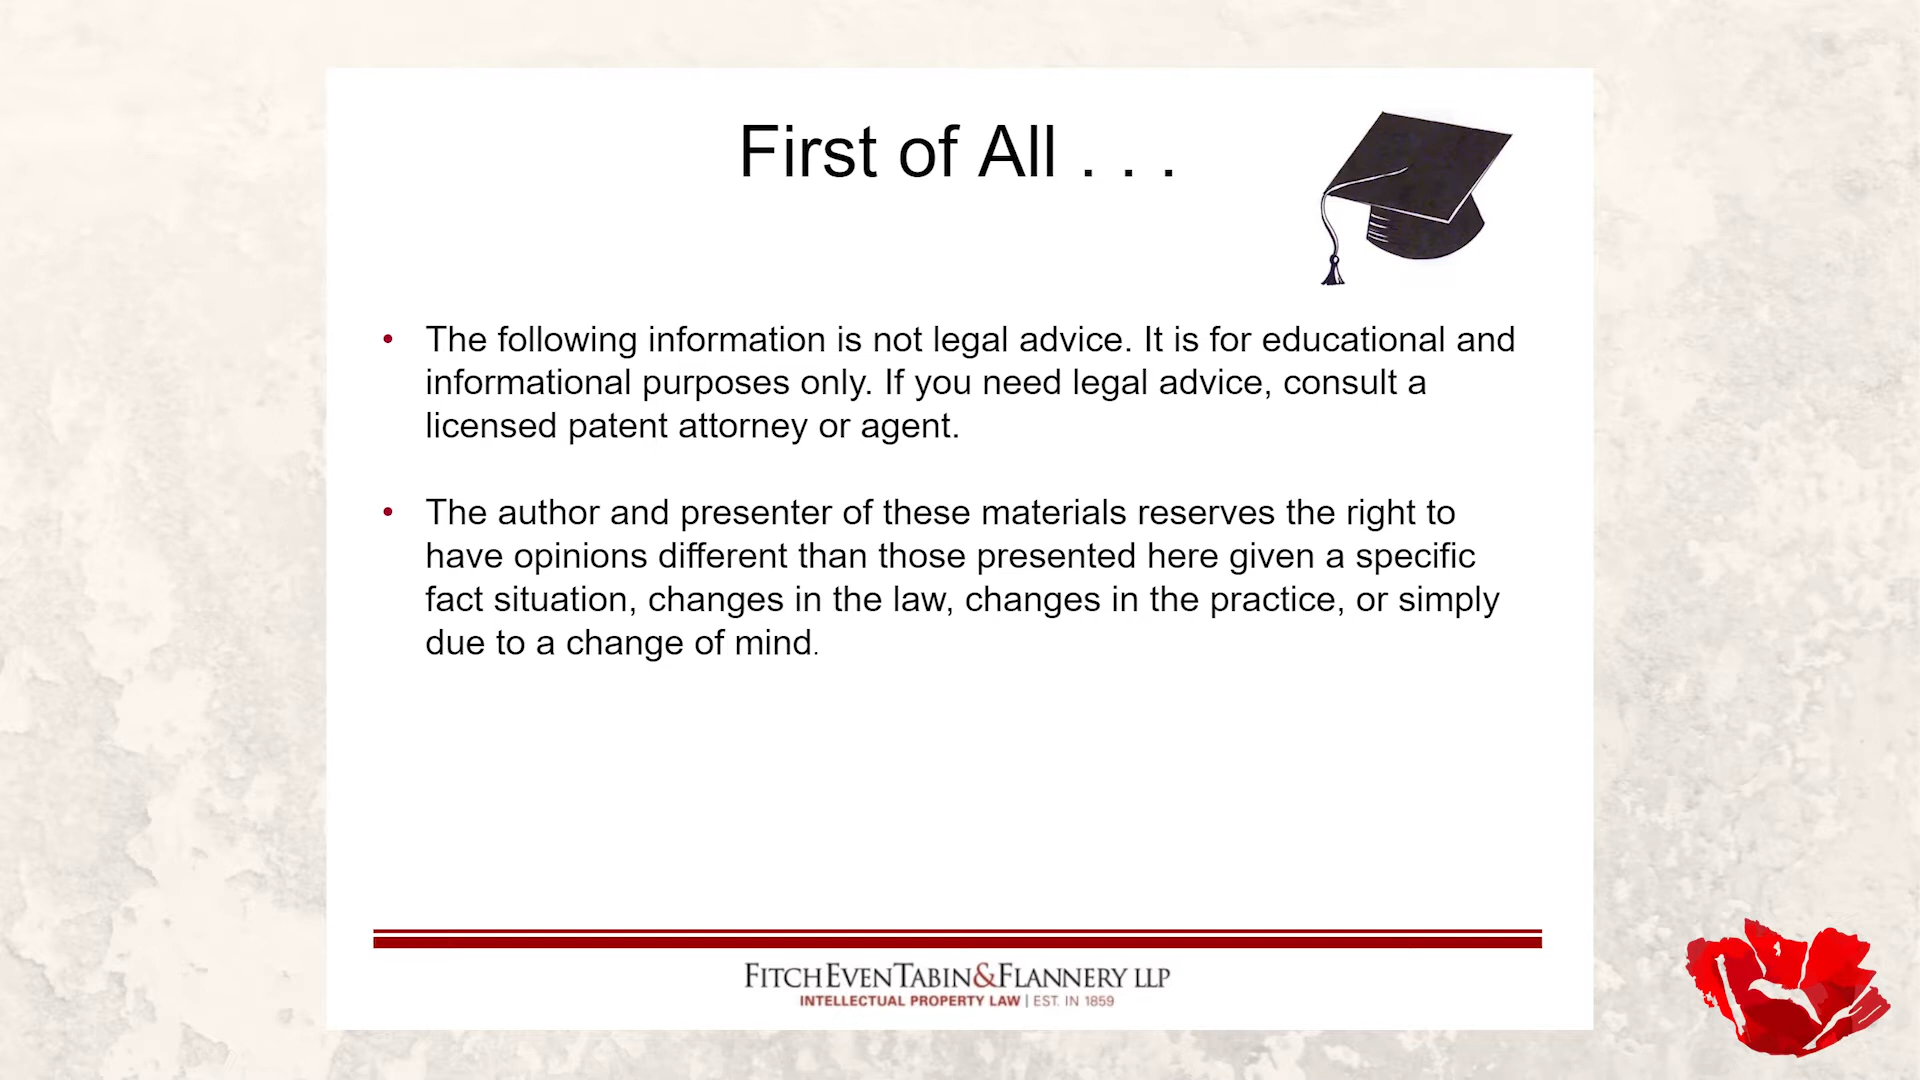 First of All . . .
• The following information is not legal advice. It is for educational and
informational purposes only. If you need legal advice, consult a
licensed patent attorney or agent.
• The author and presenter of these materials reserves the right to
have opinions different than those presented here given a specific
fact situation, changes in the law, changes in the practice, or simply
due to a change of mind.
FITCHEVENTABIN&FLANNERY LLP
INTELLECTUAL PROPERTY LAW | EST. IN 1859